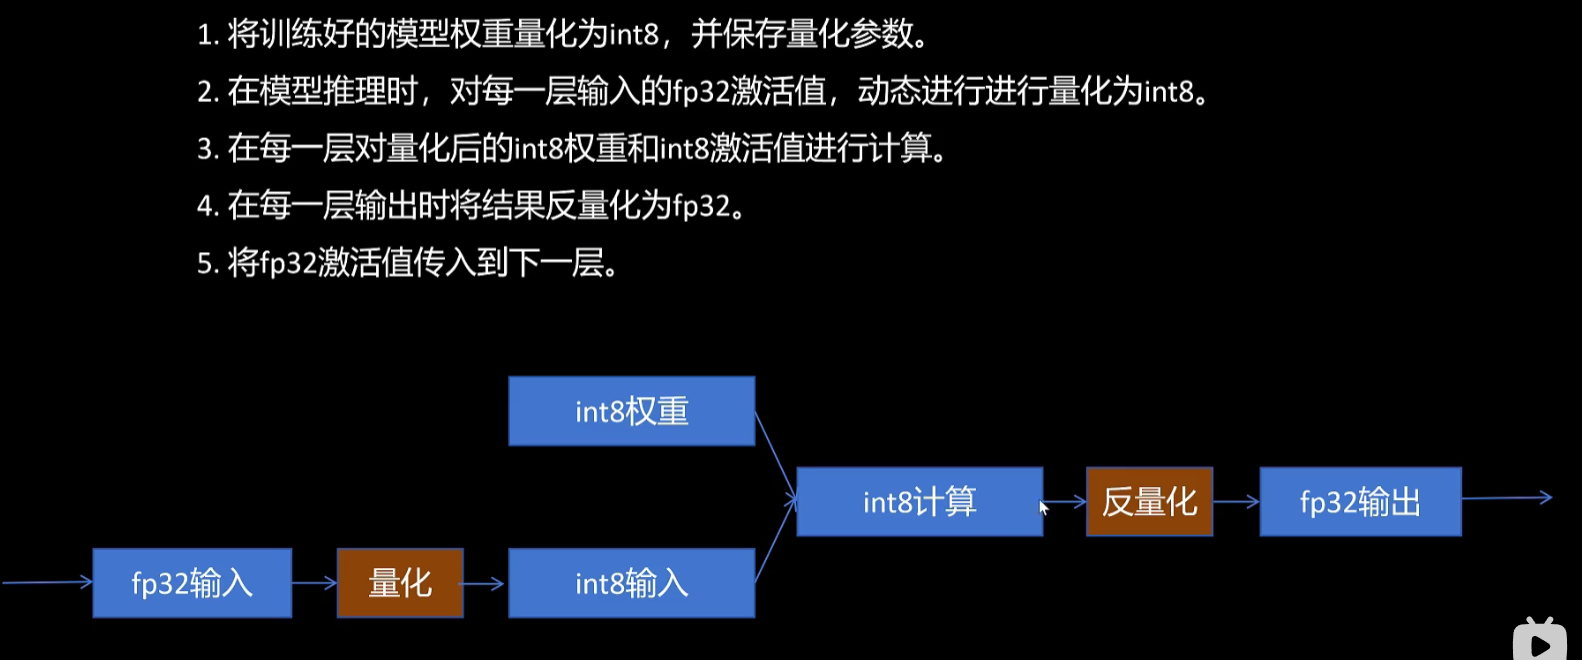 1. 将训练好的模型权重量化为int8，并保存量化参数。
2. 在模型推理时，对每一层输入的fp32激活值，动态进行进行量化为int8。
3. 在每一层对量化后的int8权重和int8激活值进行计算。
4. 在每一层输出时将结果反量化为fp32。
5. 将fp32激活值传入到下一层。
int8权重
int8计算
反量化
fp32输出
fp32输入
量化
int8输入